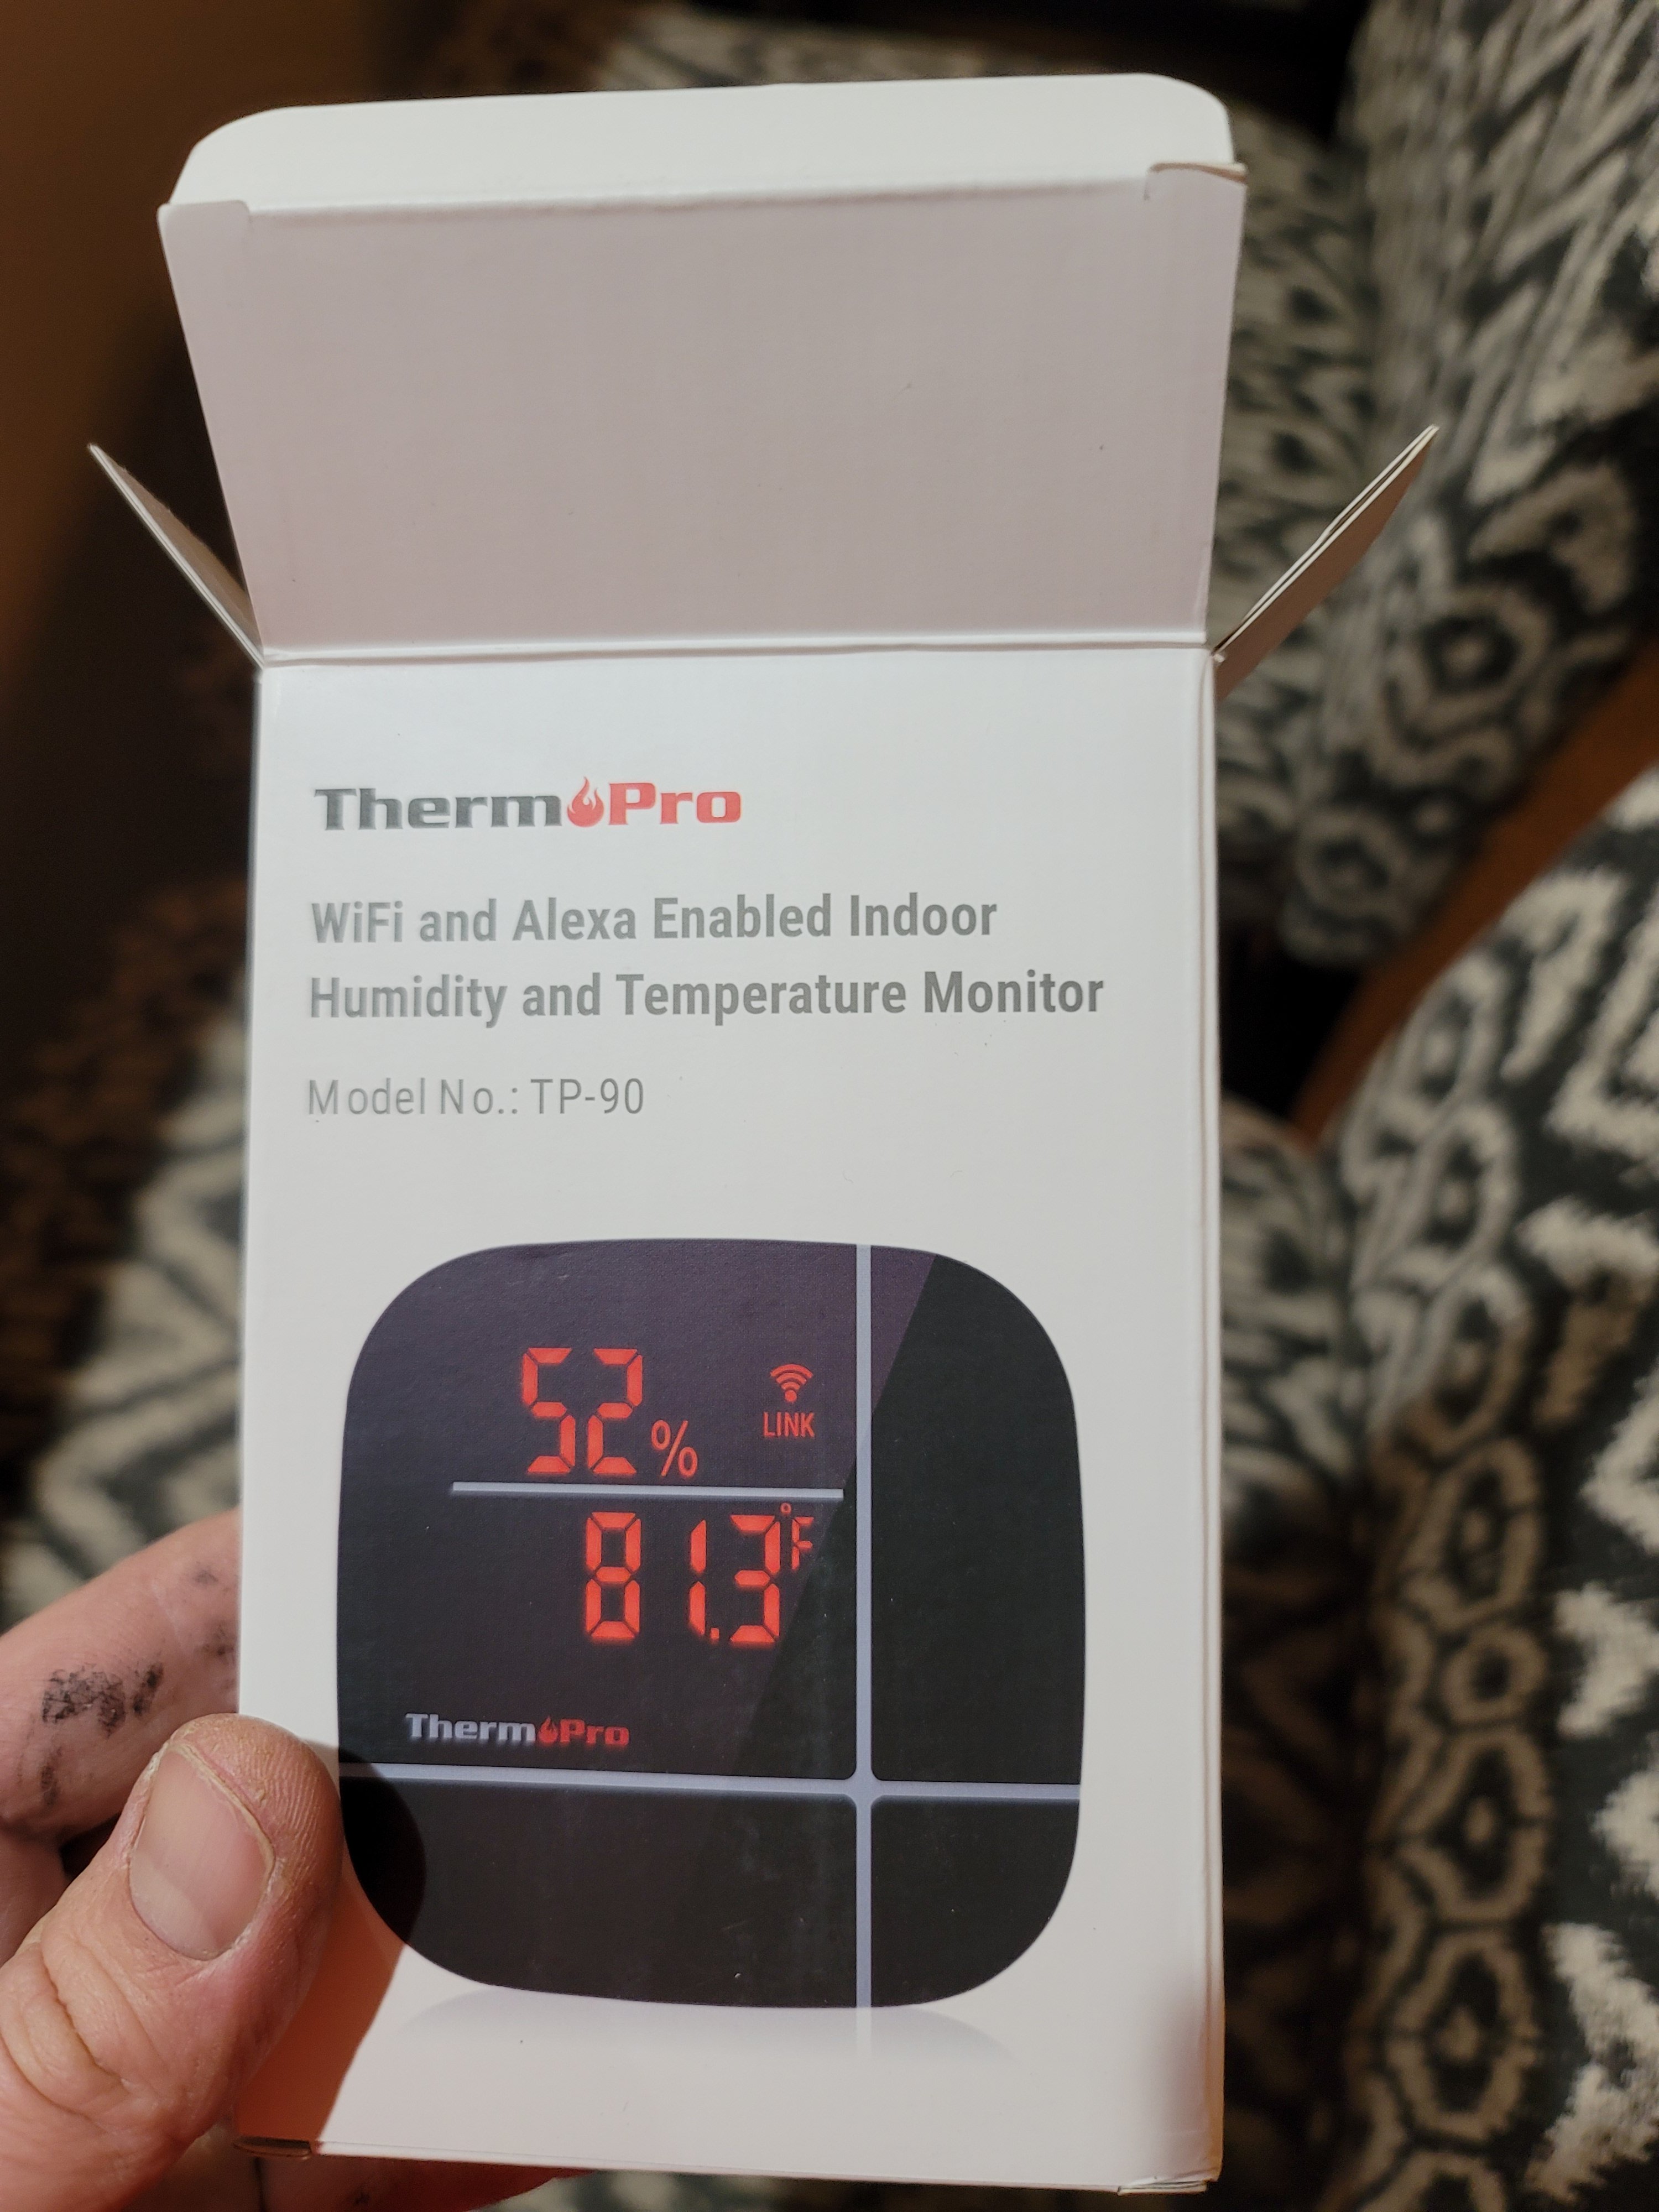 ThermoPro
WiFi and Alexa Enabled Indoor
Humidity and Temperature Monitor
Model No.: TP-90
52%
LINK
81.3°F
ThermoPro